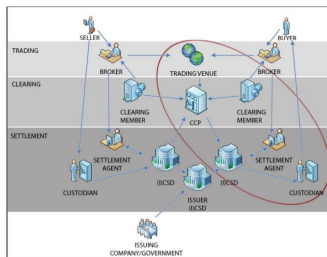 SELLER
BUYER
TRADING
BROKER
TRADING VENUE
BROKER
CLEARING
CLEARING
MEMBER
CCP
CLEARING
MEMBER
SETTLEMENT
SETTLEMENT
AGENT
SETTLEMENT
AGENT
CUSTODIAN
(I)CSD
(I)CSD
CUSTODIAN
ISSUER
(I)CSD
ISSUING
COMPANY/GOVERNMENT